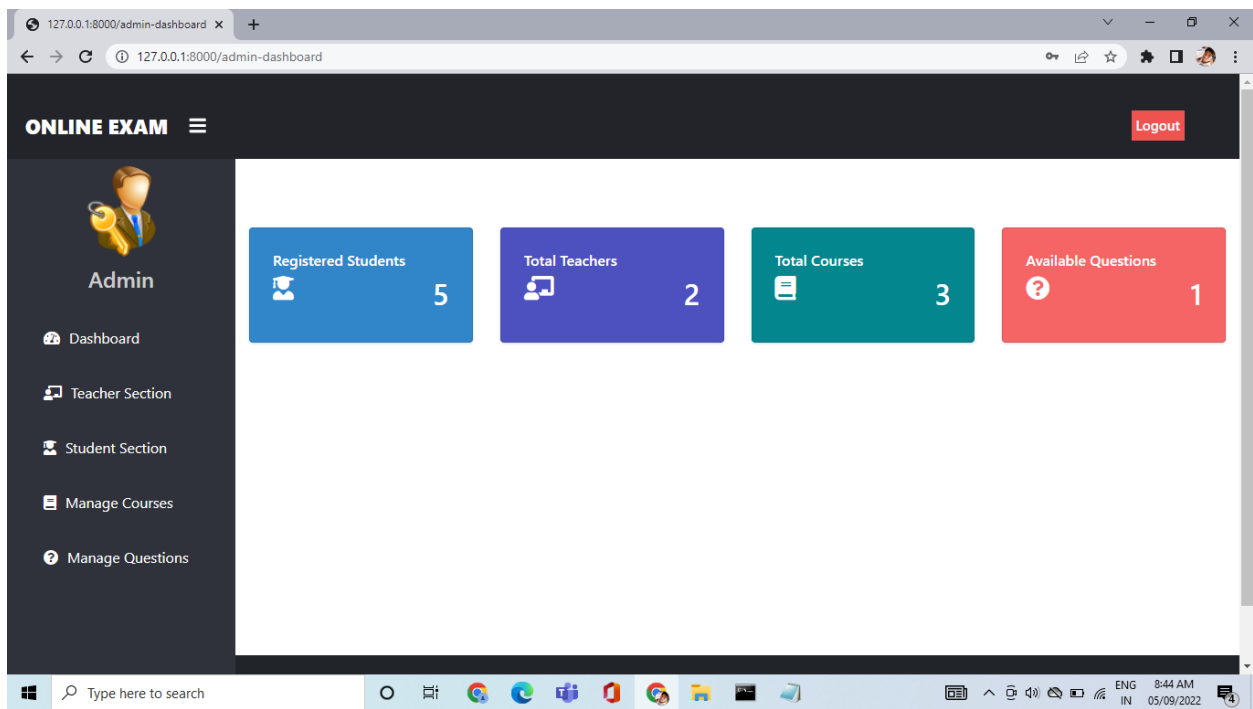 127.0.0.1:8000/admin-dashboard
127.0.0.1:8000/admin-dashboard
ONLINE EXAM
Logout
Admin
Dashboard
Teacher Section
Student Section
Manage Courses
Manage Questions
Registered Students
5
Total Teachers
2
Total Courses
3
Available Questions
1
Type here to search
ENG
IN
8:44 AM
05/09/2022
4